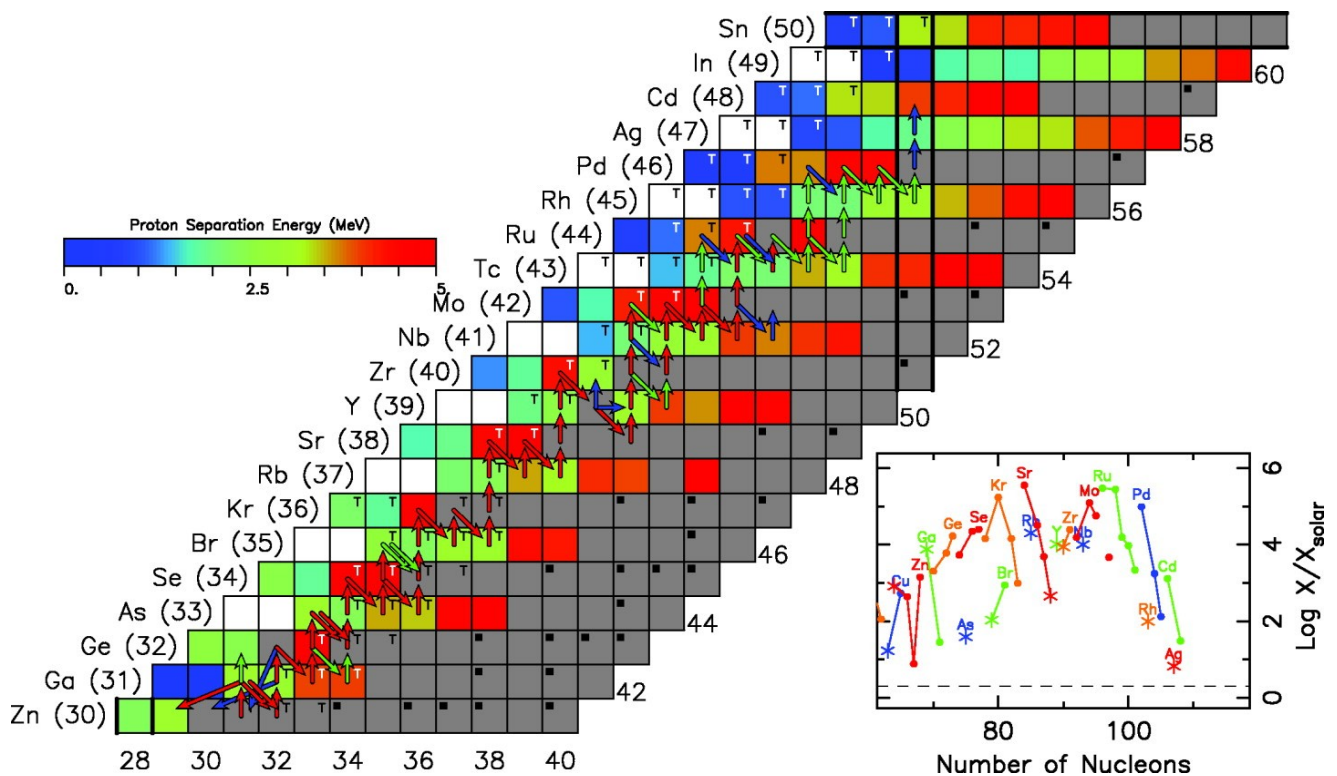 Sn (50)
In (49)
60
Cd (48)
Ag (47)
58
Pd (46)
Rh (45)
56
Ru (44)
Tc (43)
54
Mo (42)
Nb (41)
52
Zr (40)
Y (39)
50
Sr (38)
Rb (37)
48
Kr (36)
Br (35)
46
Se (34)
As (33)
44
Ge (32)
Ga (31)
42
Zn (30)
28 30 32 34 36 38 40
Proton Separation Energy (MeV)
0. 2.5 5.
Log X/X_solar
6
4
2
0
Cu
Zn
Ga
Ge
As
Se
Br
Kr
Sr
Rb
Y
Zr
Nb
Mo
Ru
Pd
Rh
Cd
Ag
80 100
Number of Nucleons